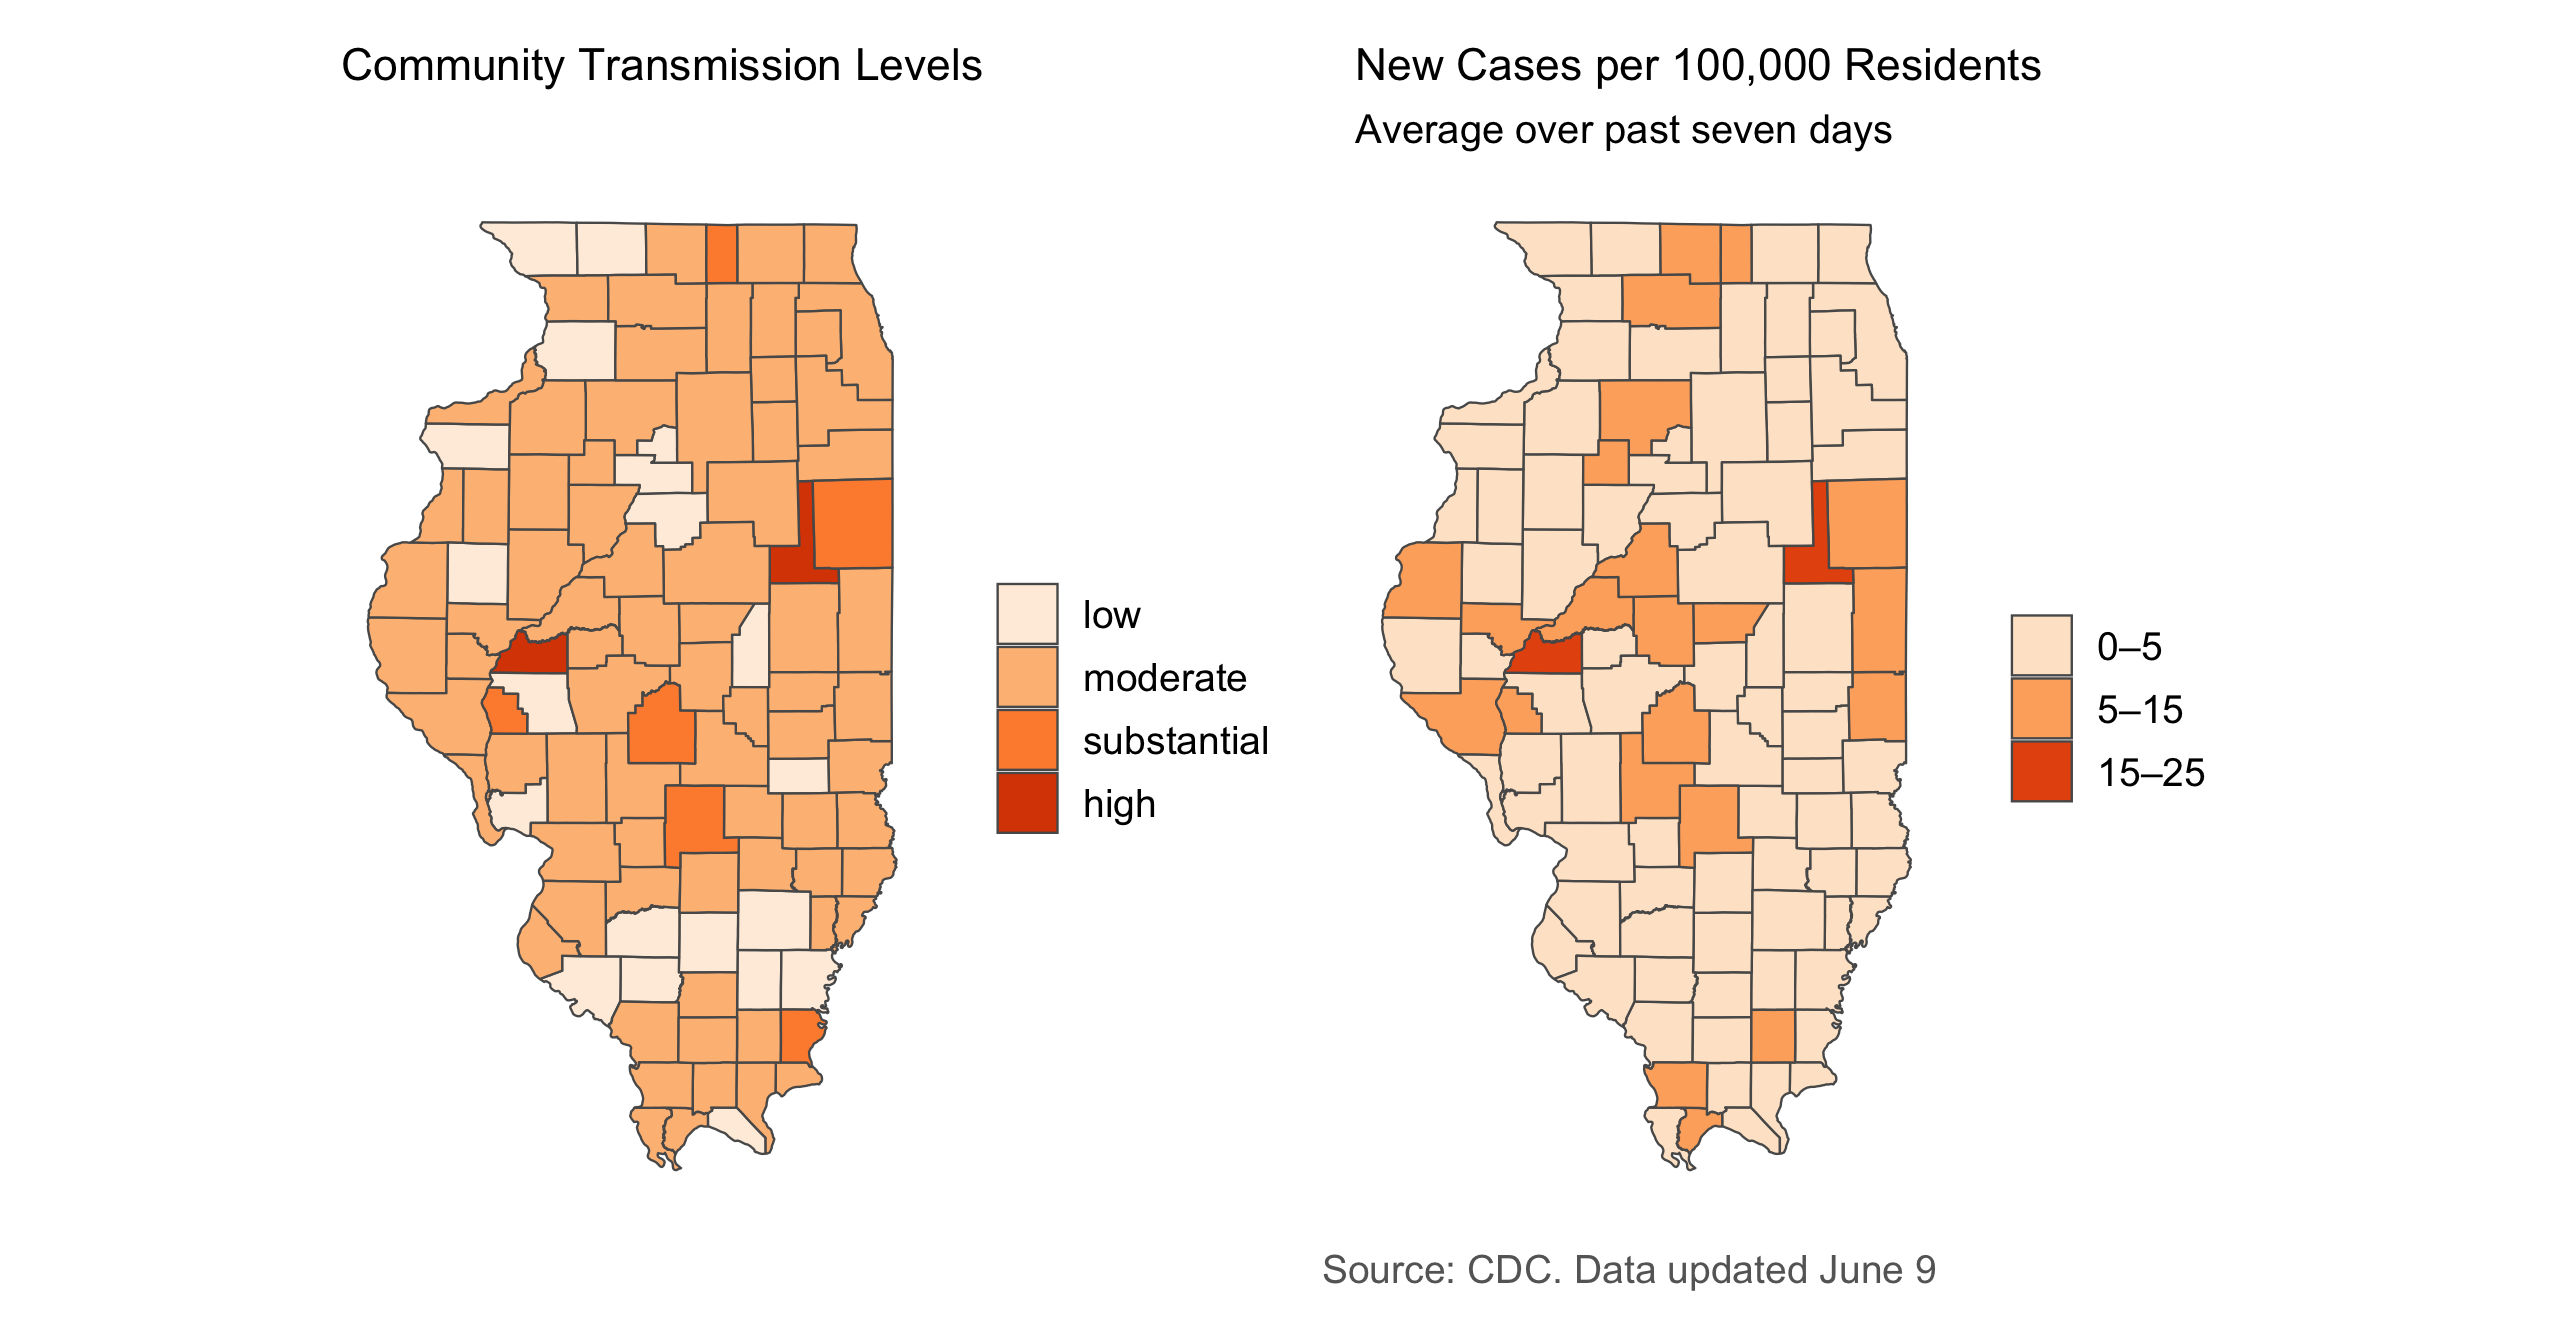 Community Transmission Levels
low
moderate
substantial
high
New Cases per 100,000 Residents
Average over past seven days
0–5
5–15
15–25
Source: CDC. Data updated June 9